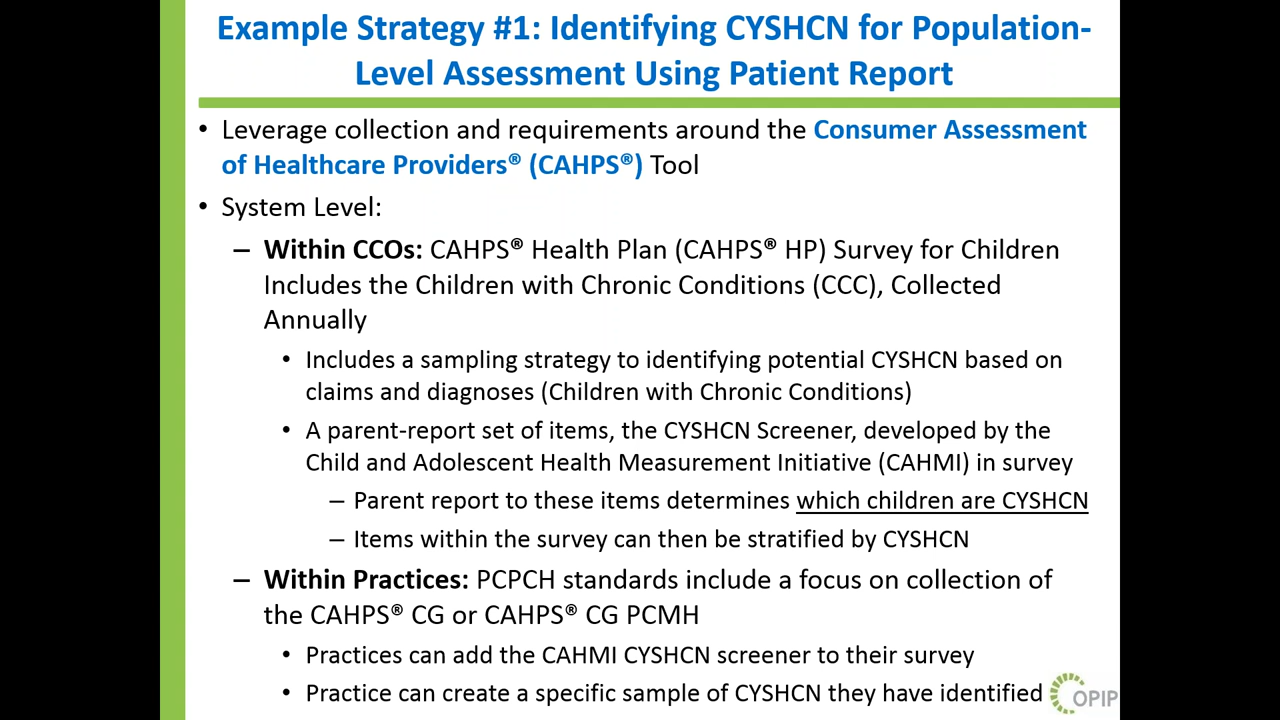 Example Strategy #1: Identifying CYSHCN for Population-
Level Assessment Using Patient Report
• Leverage collection and requirements around the Consumer Assessment
of Healthcare Providers® (CAHPS®) Tool
• System Level:
– Within CCOs: CAHPS® Health Plan (CAHPS® HP) Survey for Children
Includes the Children with Chronic Conditions (CCC), Collected
Annually
• Includes a sampling strategy to identifying potential CYSHCN based on
claims and diagnoses (Children with Chronic Conditions)
• A parent-report set of items, the CYSHCN Screener, developed by the
Child and Adolescent Health Measurement Initiative (CAHMI) in survey
– Parent report to these items determines which children are CYSHCN
– Items within the survey can then be stratified by CYSHCN
– Within Practices: PCPCH standards include a focus on collection of
the CAHPS® CG or CAHPS® CG PCMH
• Practices can add the CAHMI CYSHCN screener to their survey
• Practice can create a specific sample of CYSHCN they have identified
OPIP